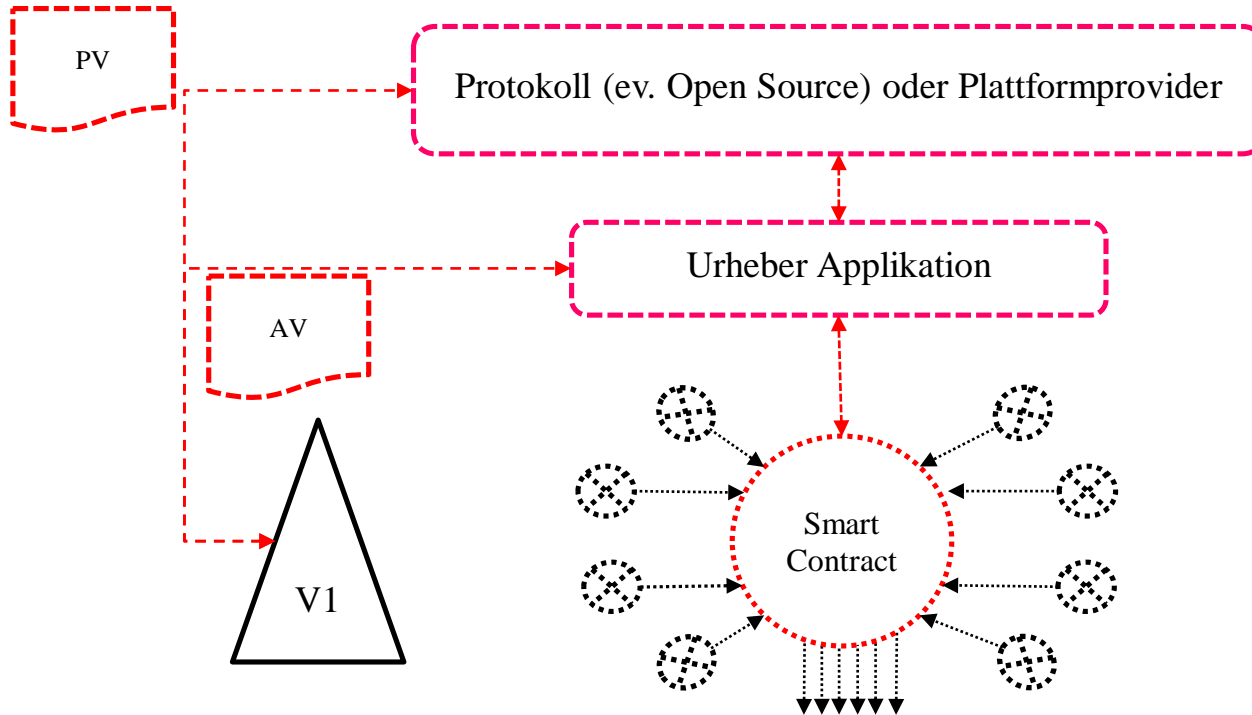 PV
Protokoll (ev. Open Source) oder Plattformprovider
Urheber Applikation
AV
Smart
Contract
V1